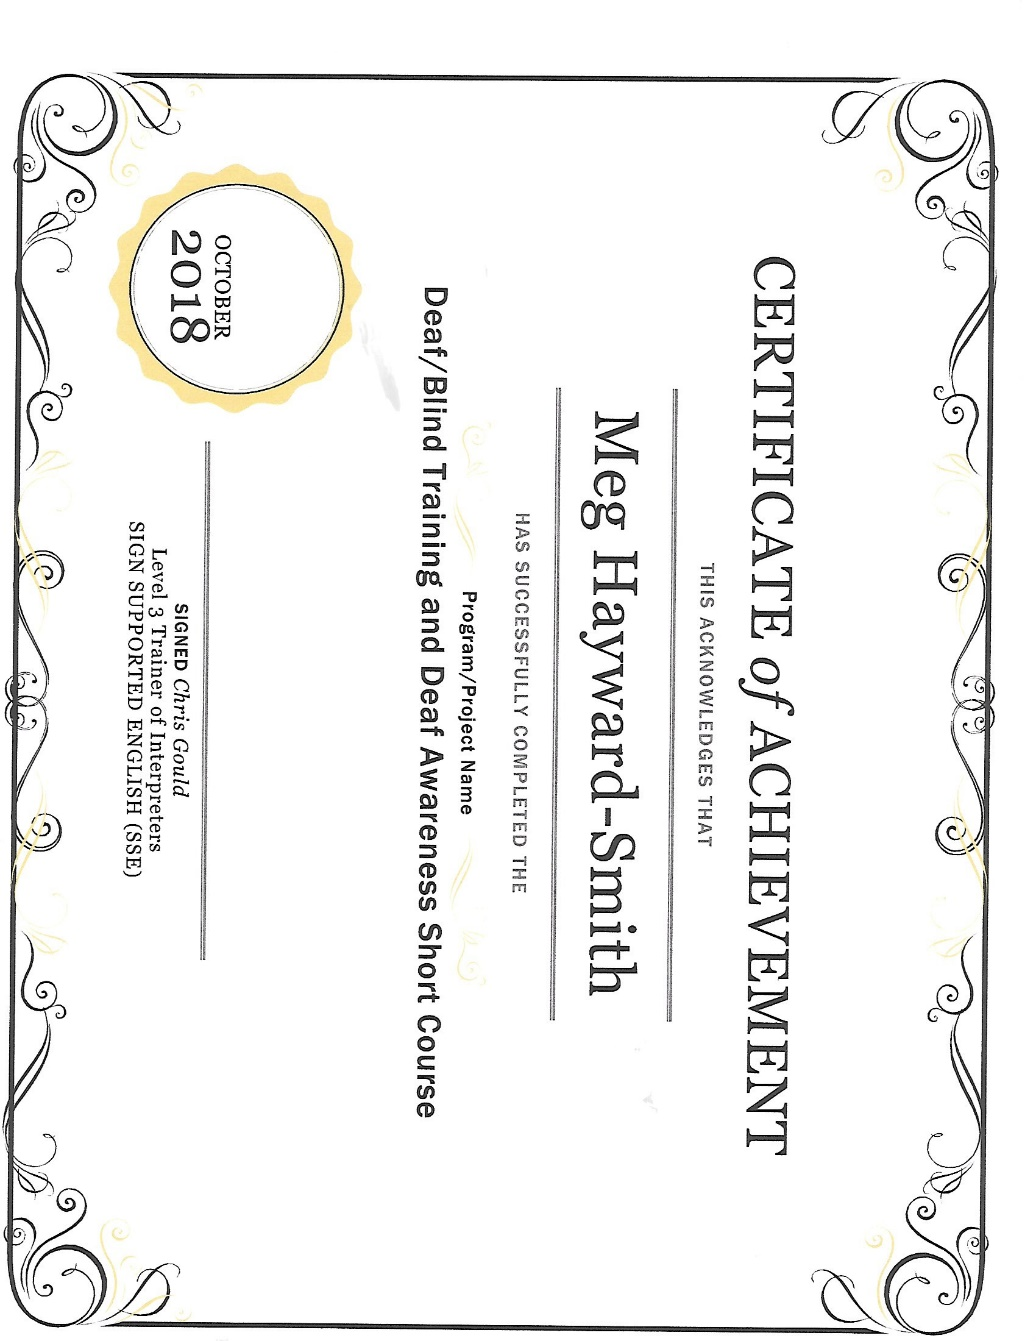 CERTIFICATE of ACHIEVEMENT
THIS ACKNOWLEDGES THAT
Meg Hayward-Smith
HAS SUCCESSFULLY COMPLETED THE
Program/Project Name
Deaf/Blind Training and Deaf Awareness Short Course
OCTOBER
2018
SIGNED Chris Gould
Level 3 Trainer of Interpreters
SIGN SUPPORTED ENGLISH (SSE)